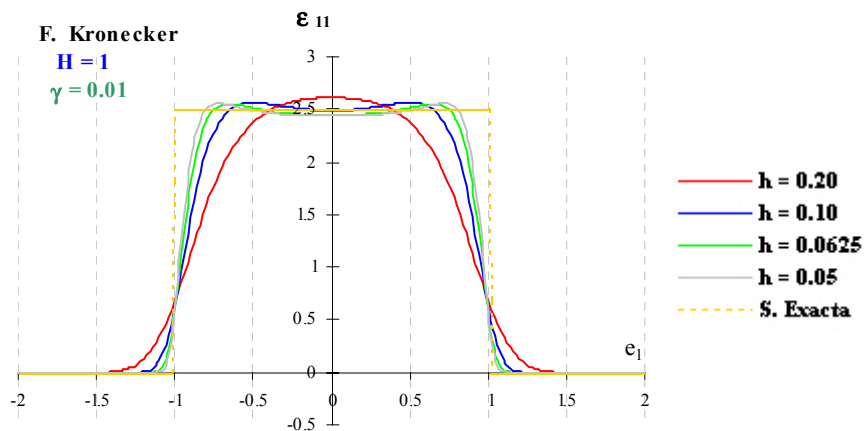 ε 11
F. Kronecker
H = 1
γ = 0.01
3
2.5
2
1.5
1
0.5
0
-0.5
-2 -1.5 -1 -0.5 0 0.5 1 1.5 2
e1
h = 0.20
h = 0.10
h = 0.0625
h = 0.05
S. Exacta